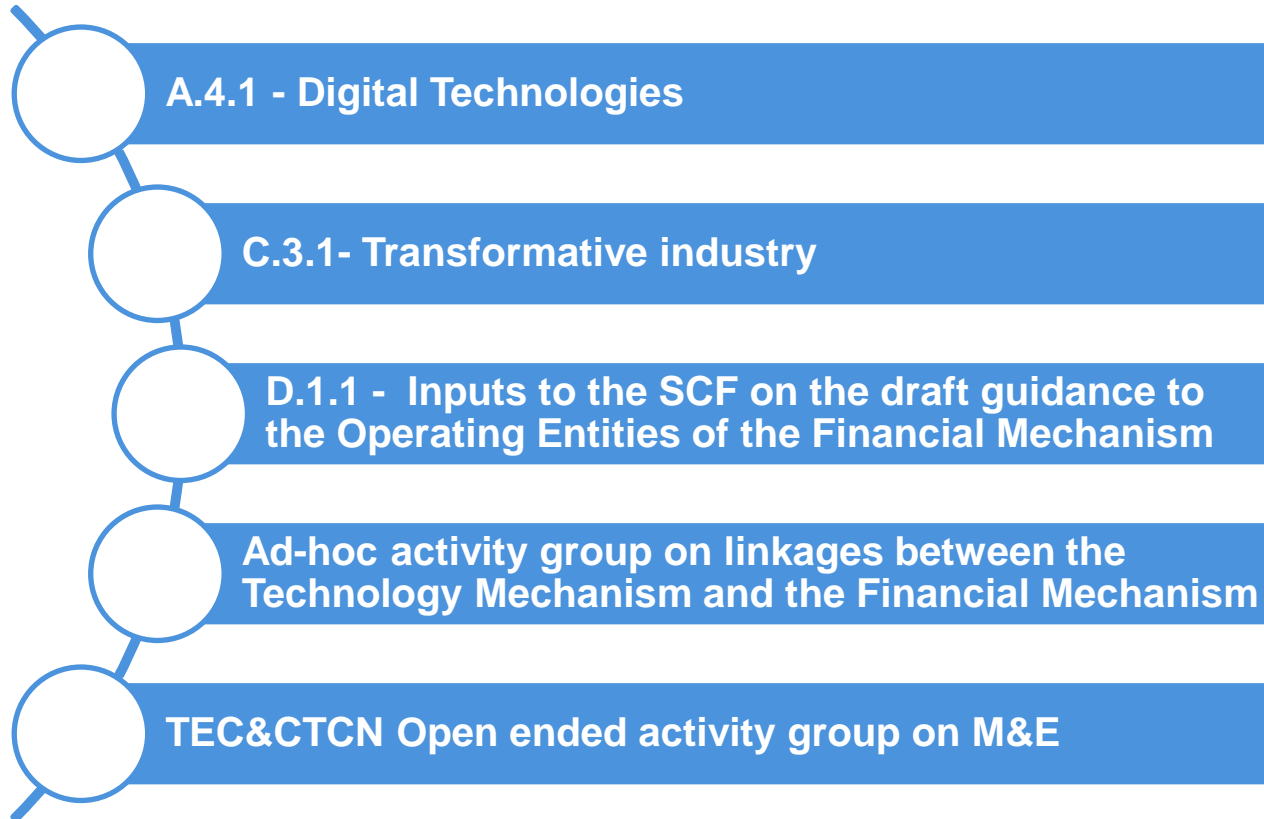 A.4.1 - Digital Technologies
C.3.1- Transformative industry
D.1.1 -  Inputs to the SCF on the draft guidance to
the Operating Entities of the Financial Mechanism
Ad-hoc activity group on linkages between the
Technology Mechanism and the Financial Mechanism
TEC&CTCN Open ended activity group on M&E